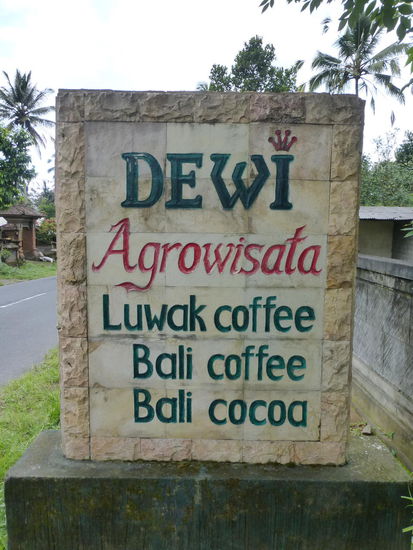 DEWi
Agrowisata
Luwak coffee
Bali coffee
Bali cocoa